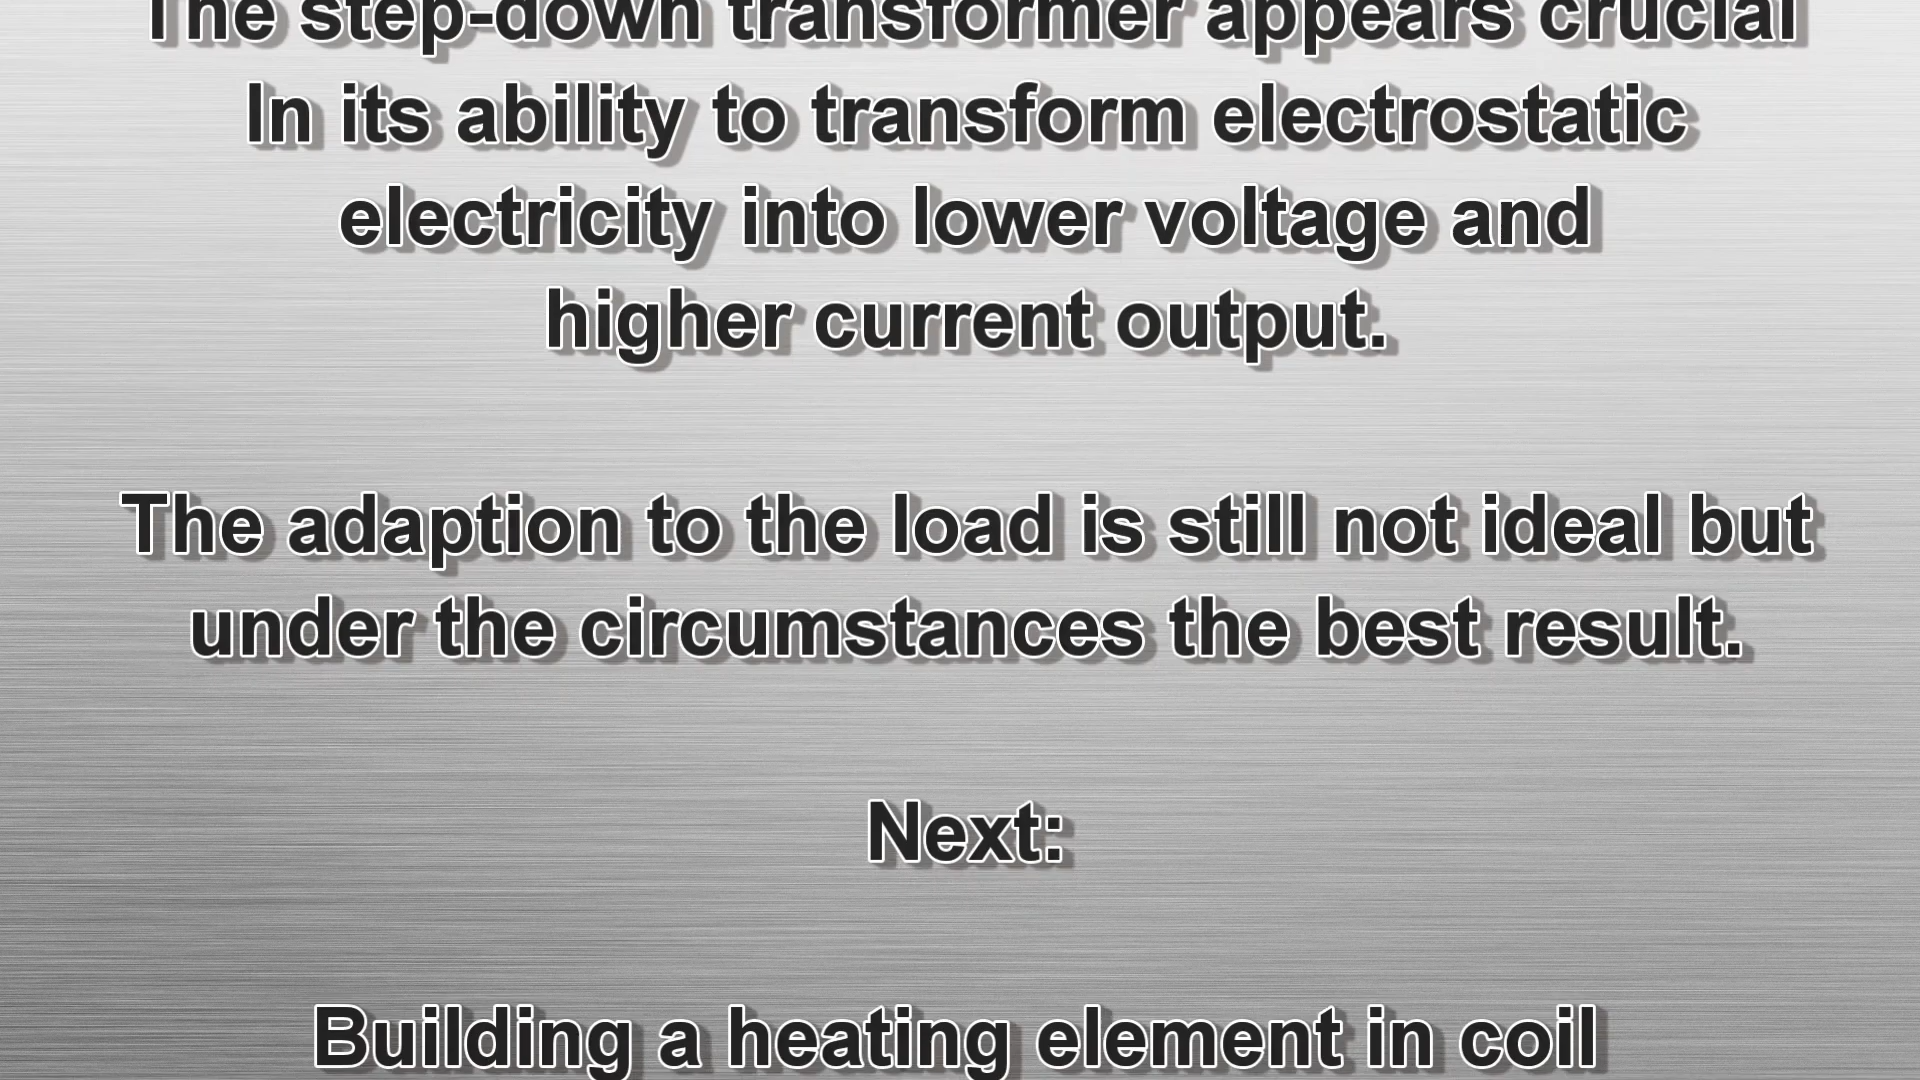 The step-down transformer appears crucial
In its ability to transform electrostatic
electricity into lower voltage and
higher current output.
The adaption to the load is still not ideal but
under the circumstances the best result.
Next:
Building a heating element in coil